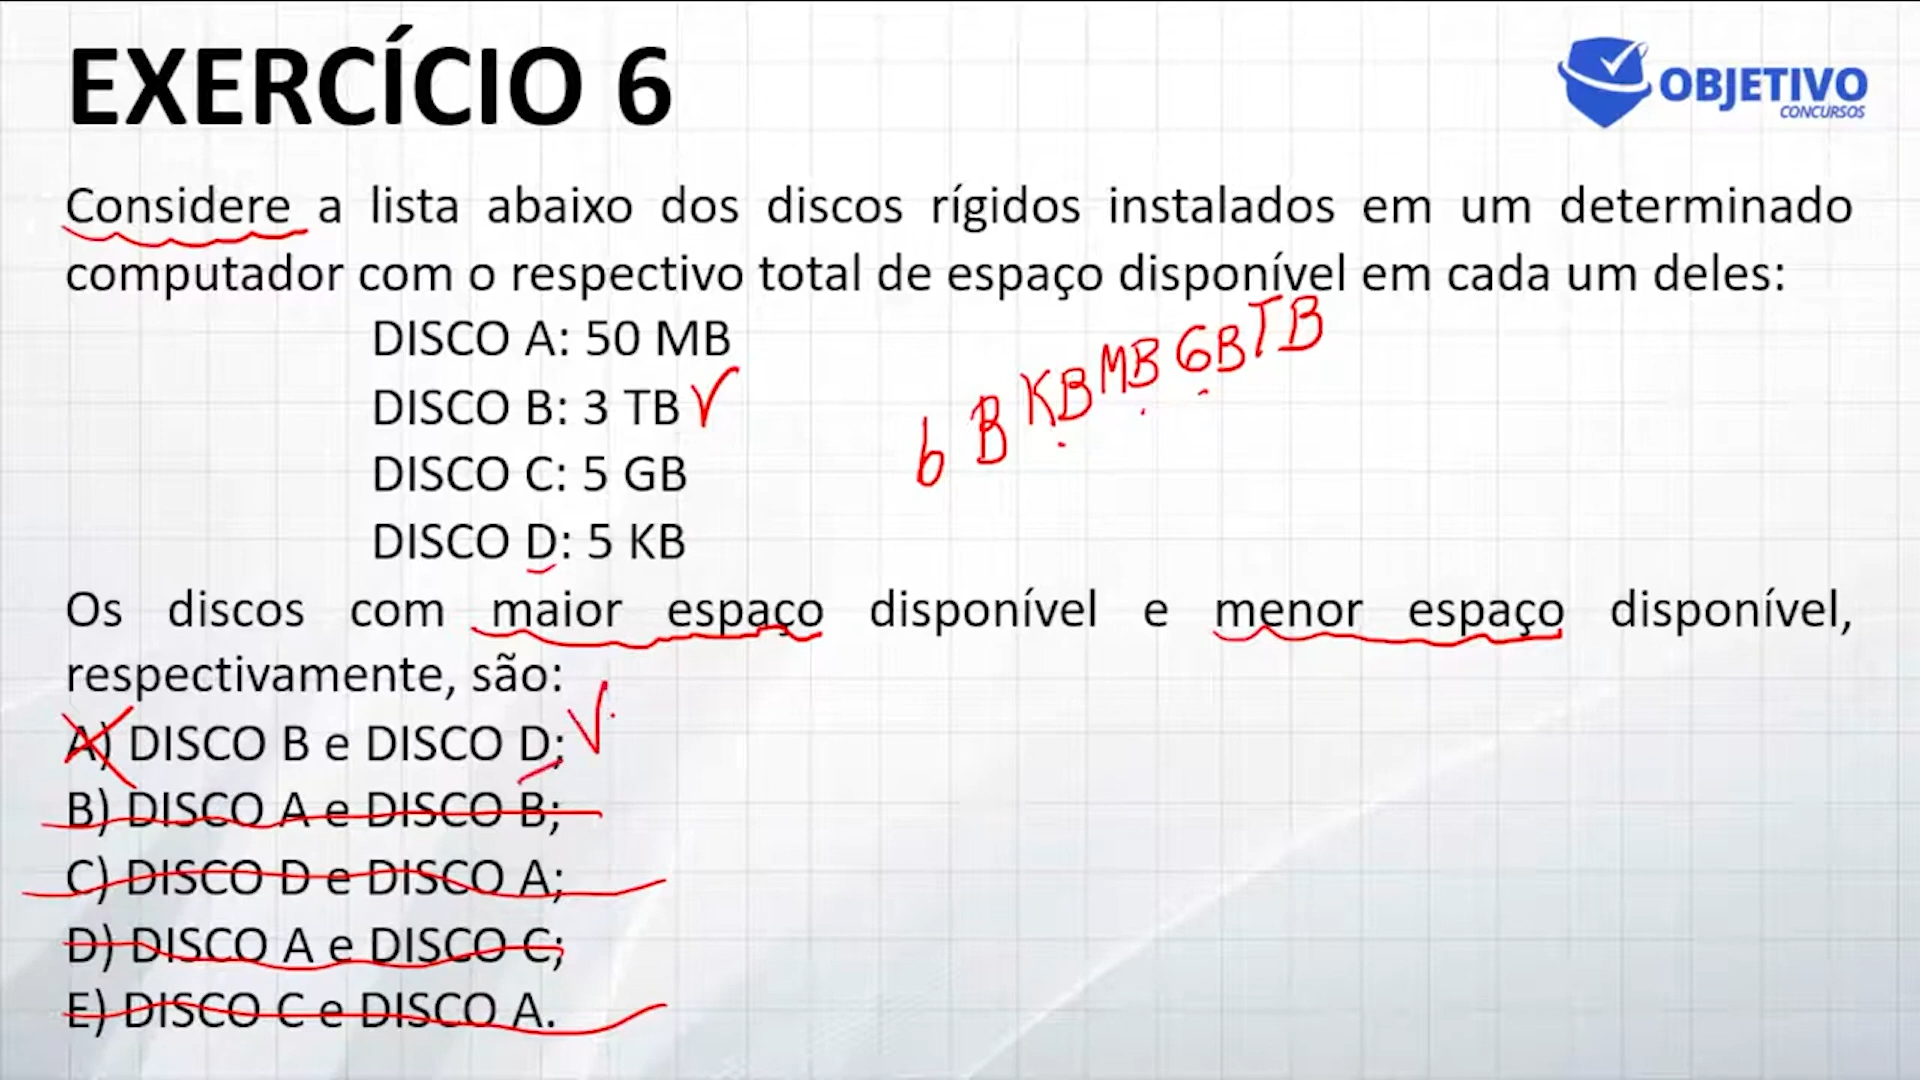 EXERCÍCIO 6
OBJETIVO
CONCURSOS
Considere a lista abaixo dos discos rígidos instalados em um determinado
computador com o respectivo total de espaço disponível em cada um deles:
DISCO A: 50 MB
DISCO B: 3 TB
DISCO C: 5 GB
DISCO D: 5 KB
b B KB MB GB TB
Os discos com maior espaço disponível e menor espaço disponível,
respectivamente, são:
A) DISCO B e DISCO D;
B) DISCO A e DISCO B;
C) DISCO D e DISCO A;
D) DISCO A e DISCO C;
E) DISCO C e DISCO A.